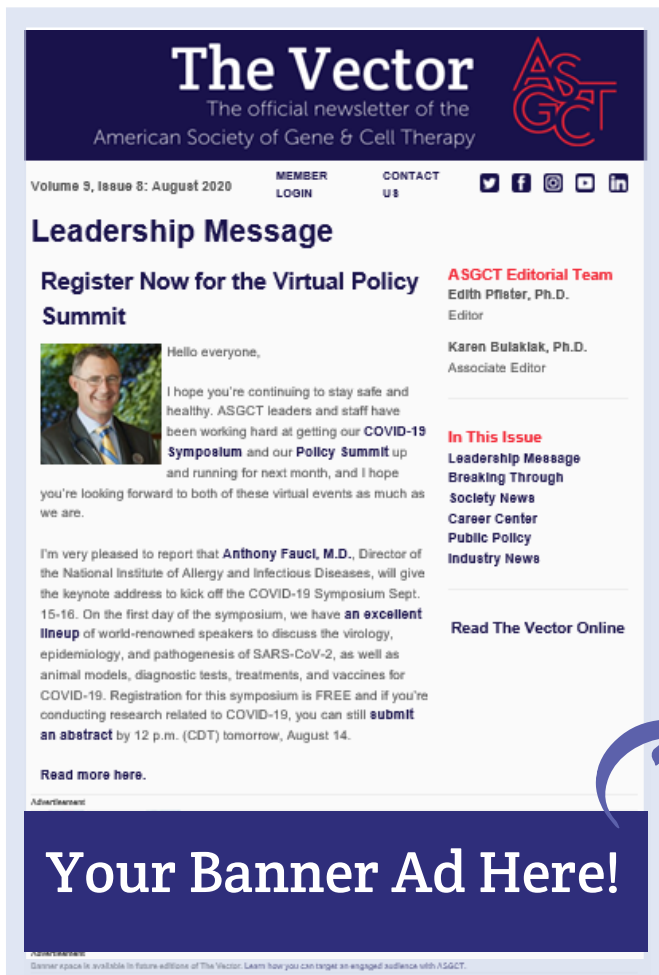 The Vector
The official newsletter of the
American Society of Gene & Cell Therapy
ASGCT
Volume 9, Issue 8: August 2020
MEMBER
LOGIN
CONTACT
US
Leadership Message
Register Now for the Virtual Policy
Summit
Hello everyone,
I hope you're continuing to stay safe and
healthy. ASGCT leaders and staff have
been working hard at getting our COVID-19
Symposium and our Policy Summit up
and running for next month, and I hope
you're looking forward to both of these virtual events as much as
we are.
I'm very pleased to report that Anthony Fauci, M.D., Director of
the National Institute of Allergy and Infectious Diseases, will give
the keynote address to kick off the COVID-19 Symposium Sept.
15-16. On the first day of the symposium, we have an excellent
lineup of world-renowned speakers to discuss the virology,
epidemiology, and pathogenesis of SARS-CoV-2, as well as
animal models, diagnostic tests, treatments, and vaccines for
COVID-19. Registration for this symposium is FREE and if you're
conducting research related to COVID-19, you can still submit
an abstract by 12 p.m. (CDT) tomorrow, August 14.
Read more here.
ASGCT Editorial Team
Edith Pfister, Ph.D.
Editor
Karen Bulaklak, Ph.D.
Associate Editor
In This Issue
Leadership Message
Breaking Through
Society News
Career Center
Public Policy
Industry News
Read The Vector Online
Advertisement
Your Banner Ad Here!
Advertisement
Banner space is available in future editions of The Vector. Learn how you can target an engaged audience with ASGCT.